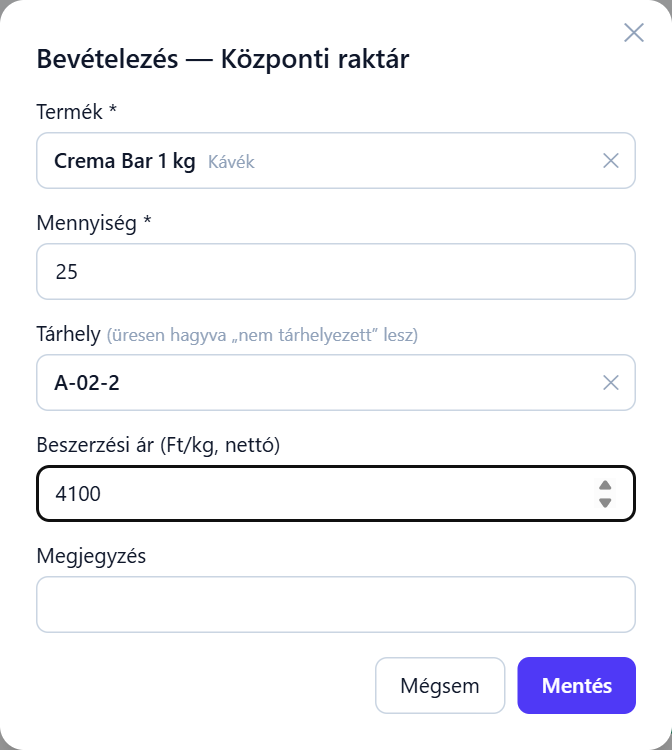 Bevételezés — Központi raktár
Termék *
Crema Bar 1 kg Kávék
Mennyiség *
25
Tárhely (üresen hagyva „nem tárhelyezett” lesz)
A-02-2
Beszerzési ár (Ft/kg, nettó)
4100
Megjegyzés
Mégsem Mentés